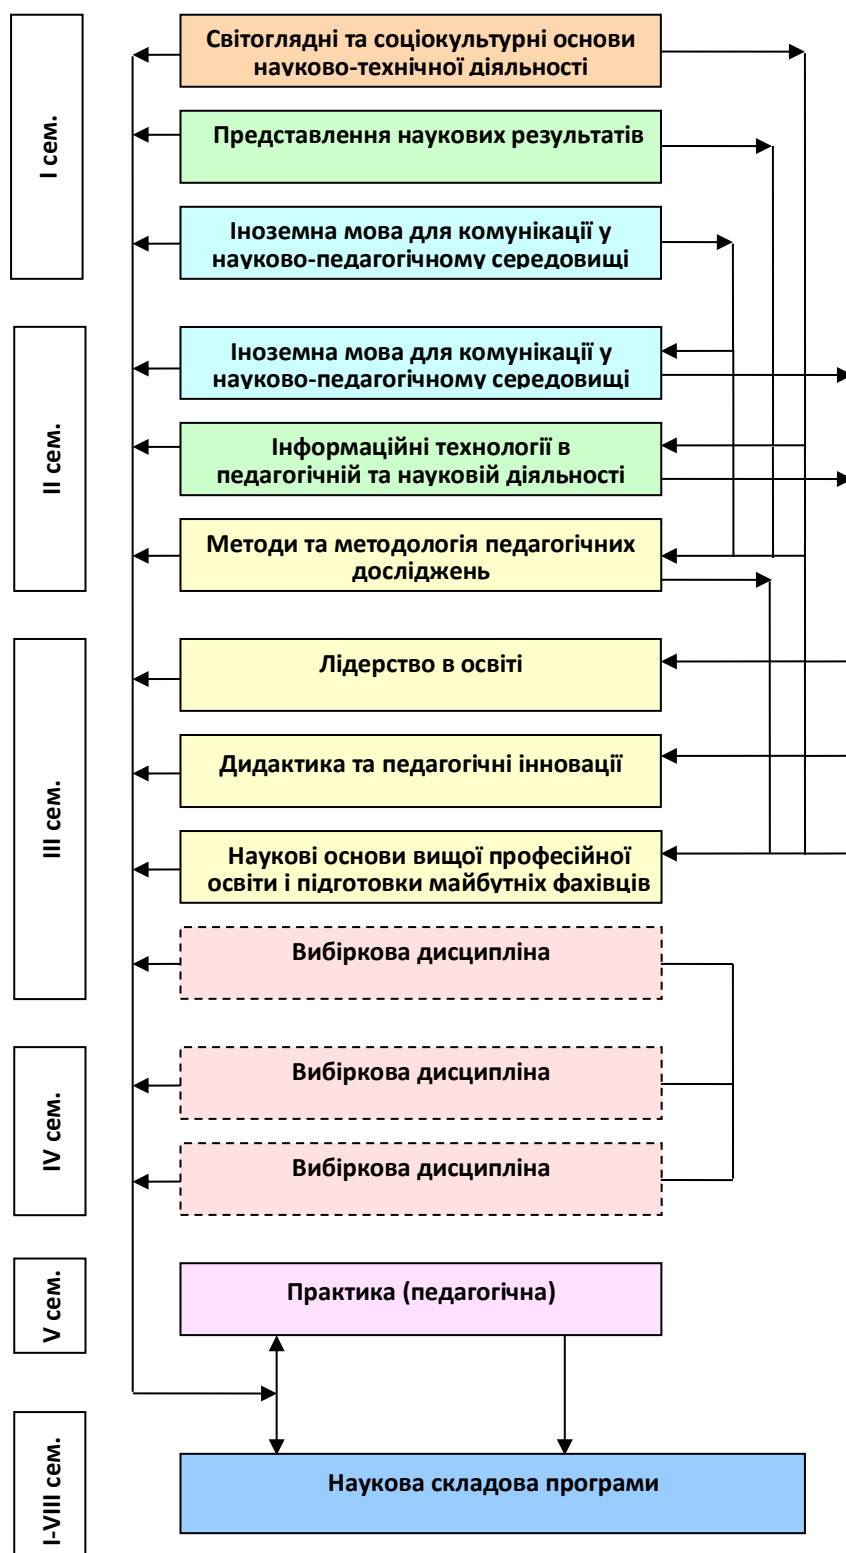 І сем.
Світоглядні та соціокультурні основи
науково-технічної діяльності
Представлення наукових результатів
Іноземна мова для комунікації у
науково-педагогічному середовищі
ІІ сем.
Іноземна мова для комунікації у
науково-педагогічному середовищі
Інформаційні технології в
педагогічній та науковій діяльності
Методи та методологія педагогічних
досліджень
ІІІ сем.
Лідерство в освіті
Дидактика та педагогічні інновації
Наукові основи вищої професійної
освіти і підготовки майбутніх фахівців
Вибіркова дисципліна
IV сем.
Вибіркова дисципліна
Вибіркова дисципліна
V сем.
Практика (педагогічна)
I-VIII сем.
Наукова складова програми